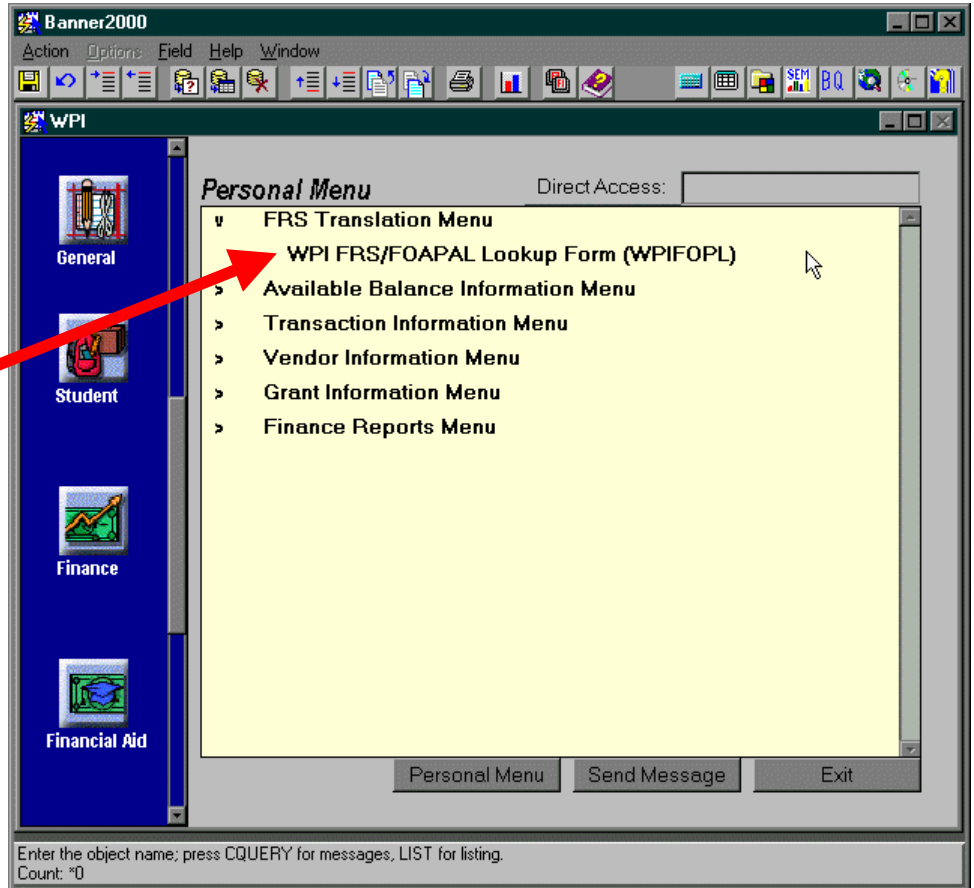 Banner2000
Action Options Field Help Window
SEM BQ
WPI
Personal Menu Direct Access:
v FRS Translation Menu
WPI FRS/FOAPAL Lookup Form (WPIFOPL)
> Available Balance Information Menu
> Transaction Information Menu
> Vendor Information Menu
> Grant Information Menu
> Finance Reports Menu
General
Student
Finance
Financial Aid
Personal Menu Send Message Exit
Enter the object name; press CQUERY for messages, LIST for listing.
Count: *0